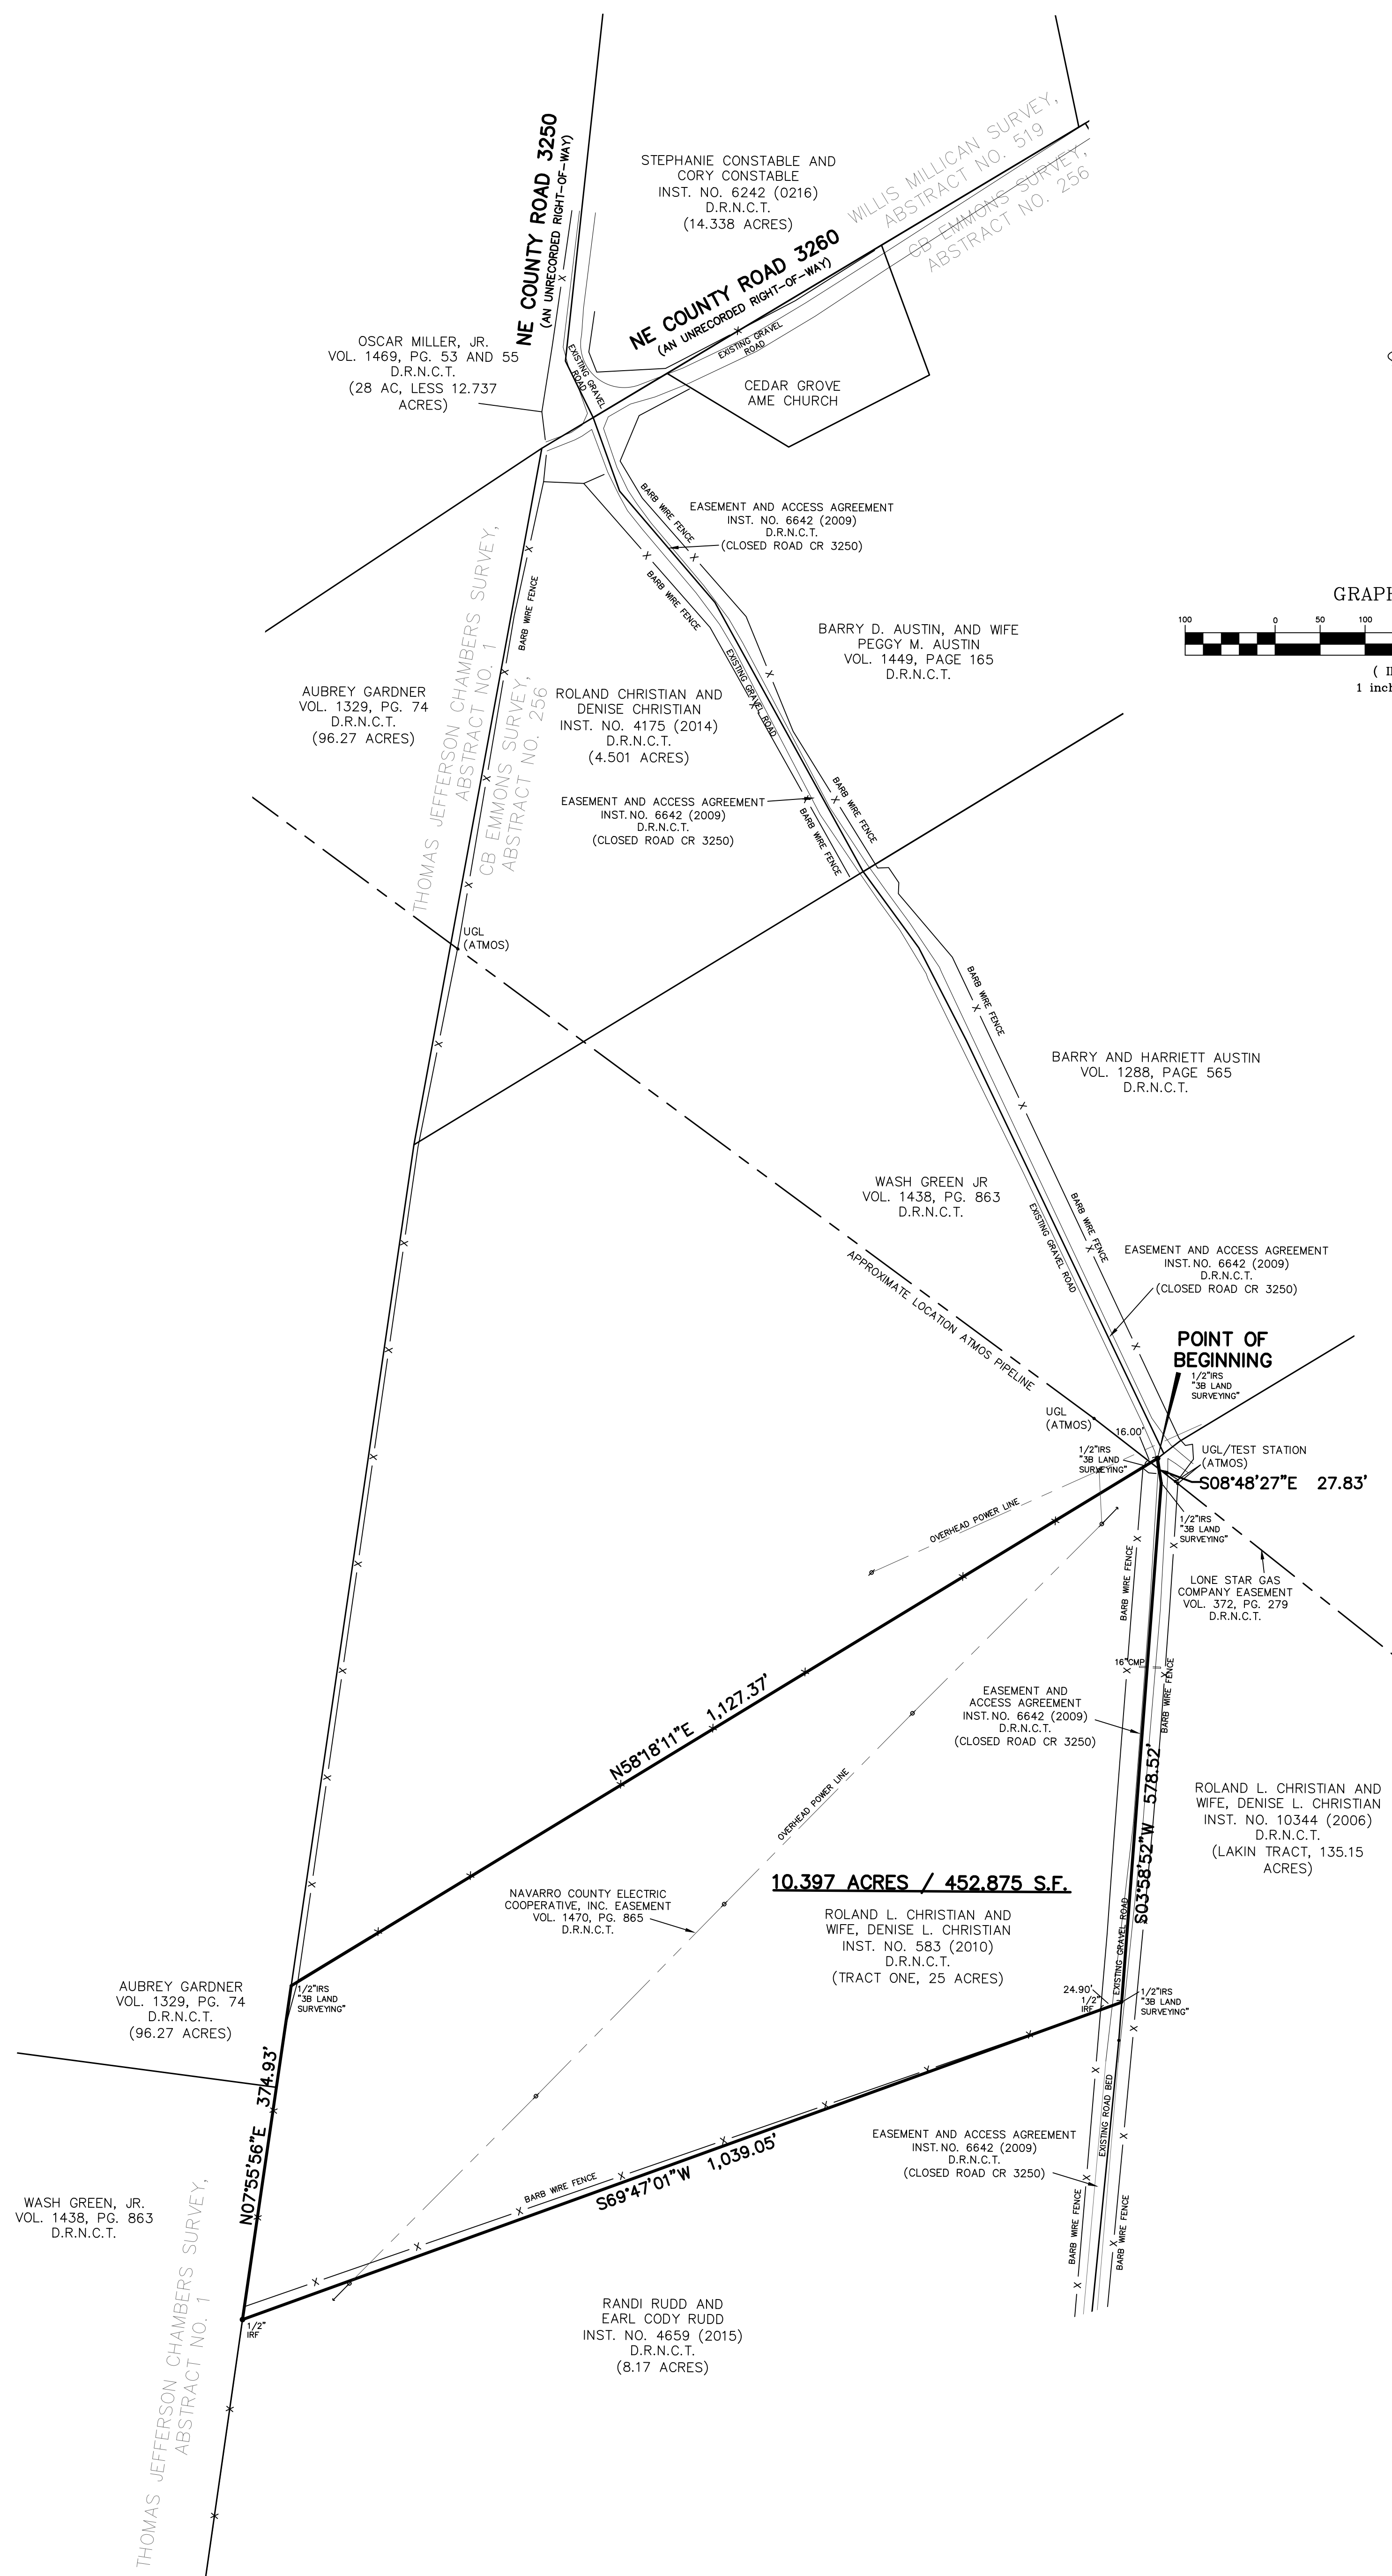 NE COUNTY ROAD 3250
(AN UNRECORDED RIGHT-OF-WAY)
STEPHANIE CONSTABLE AND
CORY CONSTABLE
INST. NO. 6242 (0216)
D.R.N.C.T.
(14.338 ACRES)
WILLIS MILLICAN SURVEY,
ABSTRACT NO. 519
CB EMMONS SURVEY,
ABSTRACT NO. 256
NE COUNTY ROAD 3260
(AN UNRECORDED RIGHT-OF-WAY)
EXISTING GRAVEL
ROAD
EXISTING GRAVEL
ROAD
OSCAR MILLER, JR.
VOL. 1469, PG. 53 AND 55
D.R.N.C.T.
(28 AC, LESS 12.737
ACRES)
CEDAR GROVE
AME CHURCH
BARB WIRE FENCE
EASEMENT AND ACCESS AGREEMENT
INST. NO. 6642 (2009)
D.R.N.C.T.
(CLOSED ROAD CR 3250)
BARB WIRE FENCE
BARB WIRE FENCE
THOMAS JEFFERSON CHAMBERS SURVEY,
ABSTRACT NO. 1
CB EMMONS SURVEY,
ABSTRACT NO. 256
GRAPH
100
0
50
100
1 inch
BARRY D. AUSTIN, AND WIFE
PEGGY M. AUSTIN
VOL. 1449, PAGE 165
D.R.N.C.T.
EXISTING GRAVEL ROAD
AUBREY GARDNER
VOL. 1329, PG. 74
D.R.N.C.T.
(96.27 ACRES)
ROLAND CHRISTIAN AND
DENISE CHRISTIAN
INST. NO. 4175 (2014)
D.R.N.C.T.
(4.501 ACRES)
EASEMENT AND ACCESS AGREEMENT
INST. NO. 6642 (2009)
D.R.N.C.T.
(CLOSED ROAD CR 3250)
BARB WIRE FENCE
BARB WIRE FENCE
UGL
(ATMOS)
BARB WIRE FENCE
BARRY AND HARRIETT AUSTIN
VOL. 1288, PAGE 565
D.R.N.C.T.
WASH GREEN JR
VOL. 1438, PG. 863
D.R.N.C.T.
EXISTING GRAVEL ROAD
BARB WIRE FENCE
APPROXIMATE LOCATION ATMOS PIPELINE
EASEMENT AND ACCESS AGREEMENT
INST. NO. 6642 (2009)
D.R.N.C.T.
(CLOSED ROAD CR 3250)
POINT OF
BEGINNING
1/2"IRS
"3B LAND
SURVEYING"
UGL
(ATMOS)
16.00'
1/2"IRS
"3B LAND
SURVEYING"
UGL/TEST STATION
(ATMOS)
S08°48'27"E 27.83'
1/2"IRS
"3B LAND
SURVEYING"
OVERHEAD POWER LINE
BARB WIRE FENCE
LONE STAR GAS
COMPANY EASEMENT
VOL. 372, PG. 279
D.R.N.C.T.
16"CMP
BARB WIRE FENCE
EASEMENT AND
ACCESS AGREEMENT
INST. NO. 6642 (2009)
D.R.N.C.T.
(CLOSED ROAD CR 3250)
N58°18'11"E 1,127.37'
OVERHEAD POWER LINE
S03°58'52"W 578.52'
ROLAND L. CHRISTIAN AND
WIFE, DENISE L. CHRISTIAN
INST. NO. 10344 (2006)
D.R.N.C.T.
(LAKIN TRACT, 135.15
ACRES)
10.397 ACRES / 452,875 S.F.
NAVARRO COUNTY ELECTRIC
COOPERATIVE, INC. EASEMENT
VOL. 1470, PG. 865
D.R.N.C.T.
ROLAND L. CHRISTIAN AND
WIFE, DENISE L. CHRISTIAN
INST. NO. 583 (2010)
D.R.N.C.T.
(TRACT ONE, 25 ACRES)
EXISTING GRAVEL ROAD
AUBREY GARDNER
VOL. 1329, PG. 74
D.R.N.C.T.
(96.27 ACRES)
1/2"IRS
"3B LAND
SURVEYING"
24.90'
1/2"
IRF
1/2"IRS
"3B LAND
SURVEYING"
N07°55'56"E 374.93'
EXISTING ROAD BED
EASEMENT AND ACCESS AGREEMENT
INST. NO. 6642 (2009)
D.R.N.C.T.
(CLOSED ROAD CR 3250)
BARB WIRE FENCE
S69°47'01"W 1,039.05'
BARB WIRE FENCE
BARB WIRE FENCE
WASH GREEN, JR.
VOL. 1438, PG. 863
D.R.N.C.T.
1/2"
IRF
RANDI RUDD AND
EARL CODY RUDD
INST. NO. 4659 (2015)
D.R.N.C.T.
(8.17 ACRES)
THOMAS JEFFERSON CHAMBERS SURVEY,
ABSTRACT NO. 1